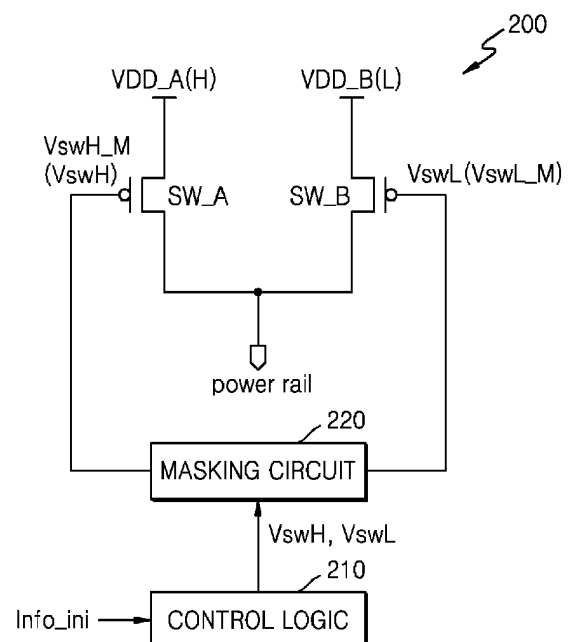 200
VDD_A(H)
VDD_B(L)
VswH_M
(VswH)
VswL(VswL_M)
SW_A
SW_B
power rail
220
MASKING CIRCUIT
VswH, VswL
210
Info_ini
CONTROL LOGIC